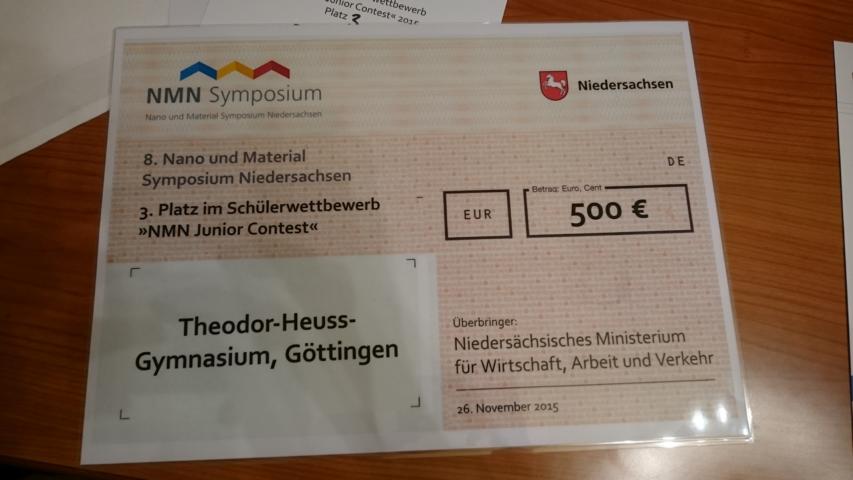 ettbewerb
Junior Contest« 2015
Platz 3
NMN Symposium
Nano und Material Symposium Niedersachsen
Niedersachsen
8. Nano und Material
Symposium Niedersachsen
3. Platz im Schülerwettbewerb
»NMN Junior Contest«
DE
EUR
Betrag: Euro, Cent
500 €
Theodor-Heuss-
Gymnasium, Göttingen
Überbringer:
Niedersächsisches Ministerium
für Wirtschaft, Arbeit und Verkehr
26. November 2015